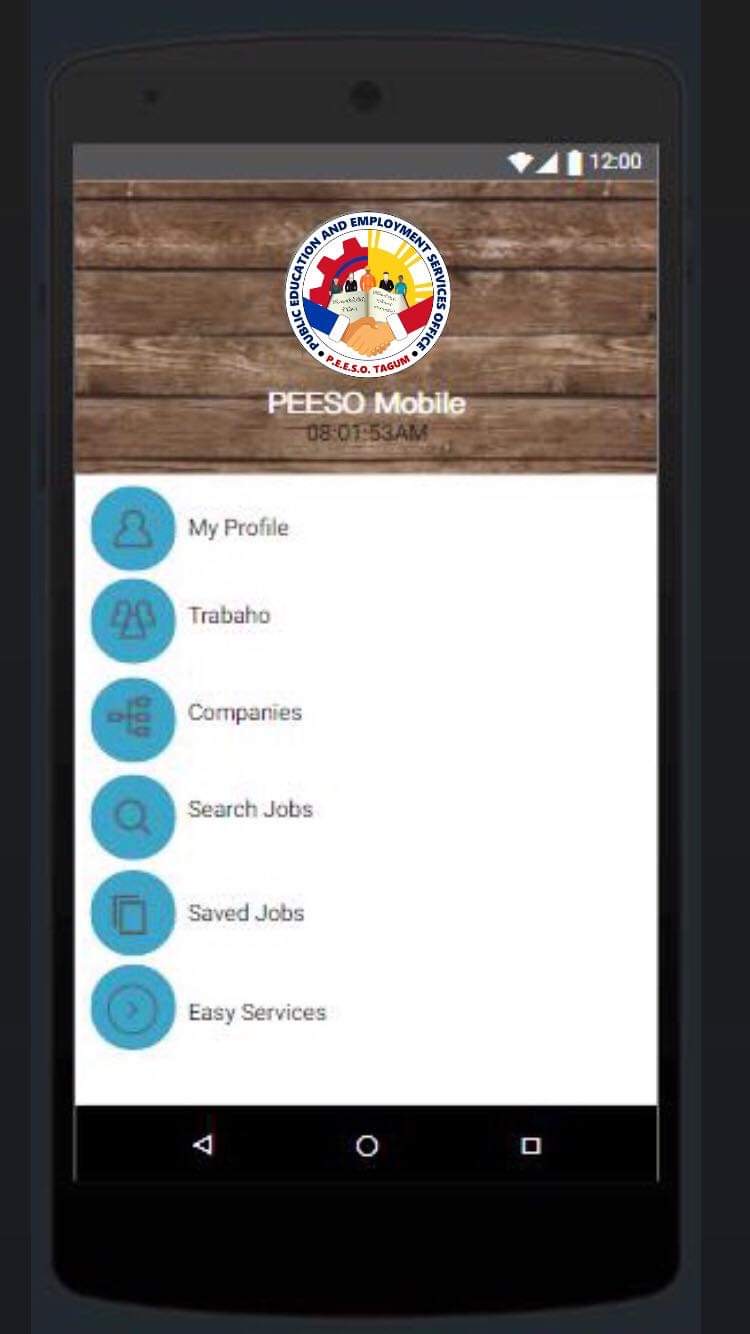 12:00
PUBLIC EDUCATION AND EMPLOYMENT SERVICES OFFICE
• P.E.E.S.O. TAGUM •
PEESO Mobile
08:01:53AM
My Profile
Trabaho
Companies
Search Jobs
Saved Jobs
Easy Services